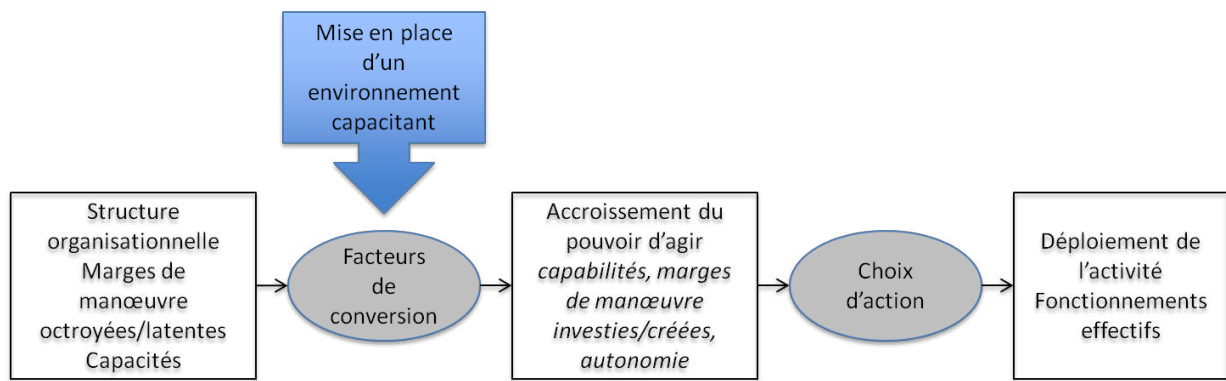 Mise en place
d’un
environnement
capacitant
Structure
organisationnelle
Marges de
manœuvre
octroyées/latentes
Capacités
Facteurs
de
conversion
Accroissement du
pouvoir d’agir
capabilités, marges
de manœuvre
investies/créées,
autonomie
Choix
d’action
Déploiement de
l’activité
Fonctionnements
effectifs